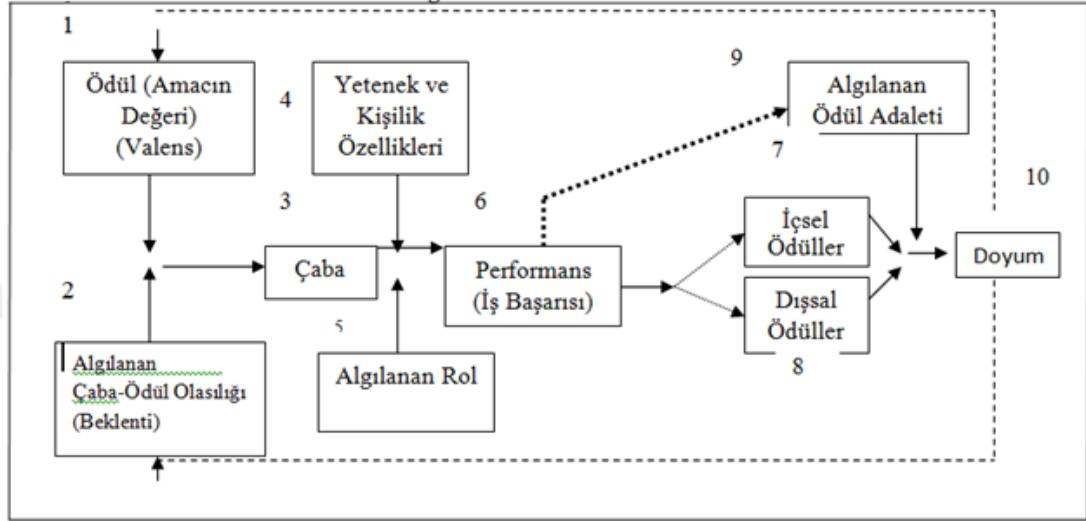 1
Ödül (Amacın
Değeri)
(Valens)
4
Yetenek ve
Kişilik
Özellikleri
9
Algılanan
Ödül Adaleti
7
10
3
6
İçsel
Ödüller
Çaba
Performans
(İş Başarısı)
Doyum
2
5
Dışsal
Ödüller
8
Algılanan
Çaba-Ödül Olasılığı
(Beklenti)
Algılanan Rol